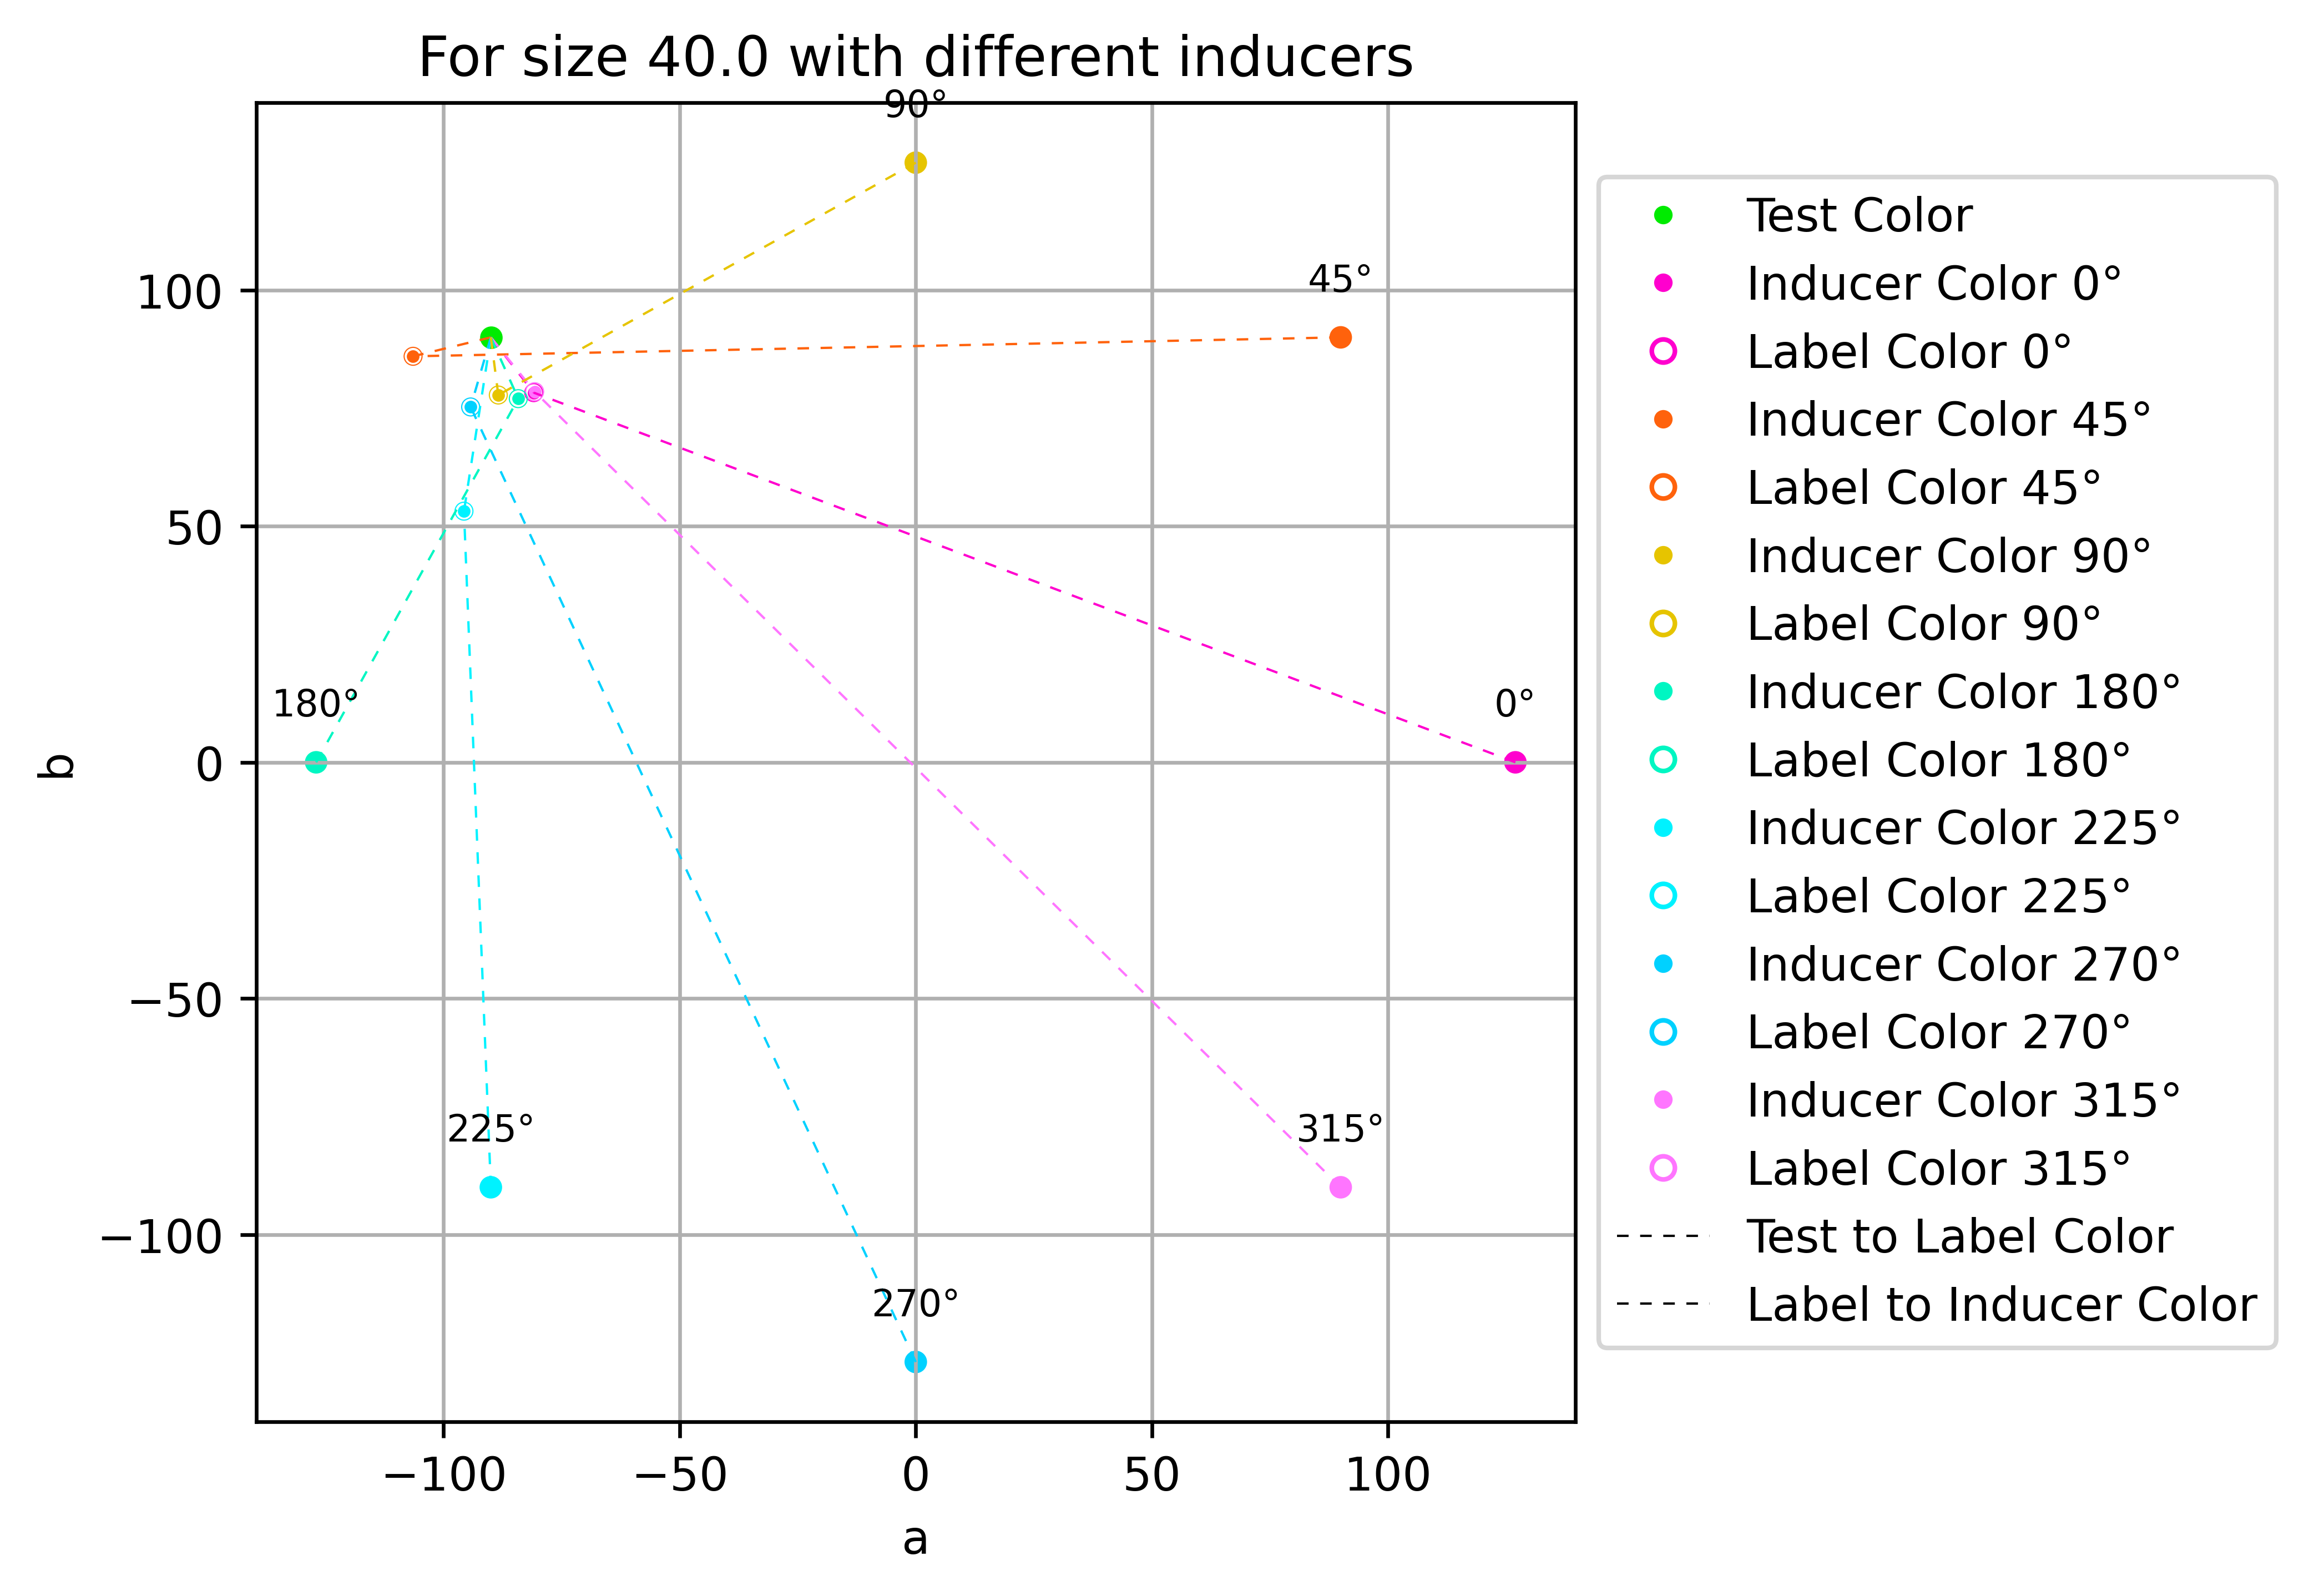 For size 40.0 with different inducers
90°
45°
180°
0°
225°
315°
270°
100
50
0
−50
−100
b
−100
−50
0
50
100
a
Test Color
Inducer Color 0°
Label Color 0°
Inducer Color 45°
Label Color 45°
Inducer Color 90°
Label Color 90°
Inducer Color 180°
Label Color 180°
Inducer Color 225°
Label Color 225°
Inducer Color 270°
Label Color 270°
Inducer Color 315°
Label Color 315°
Test to Label Color
Label to Inducer Color